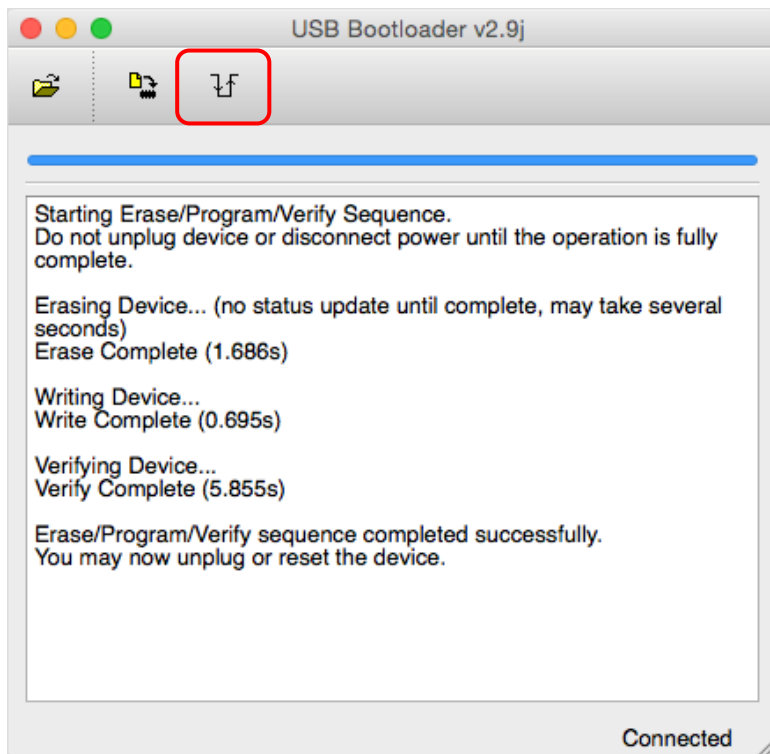 USB Bootloader v2.9j
Starting Erase/Program/Verify Sequence.
Do not unplug device or disconnect power until the operation is fully
complete.
Erasing Device... (no status update until complete, may take several
seconds)
Erase Complete (1.686s)
Writing Device...
Write Complete (0.695s)
Verifying Device...
Verify Complete (5.855s)
Erase/Program/Verify sequence completed successfully.
You may now unplug or reset the device.
Connected